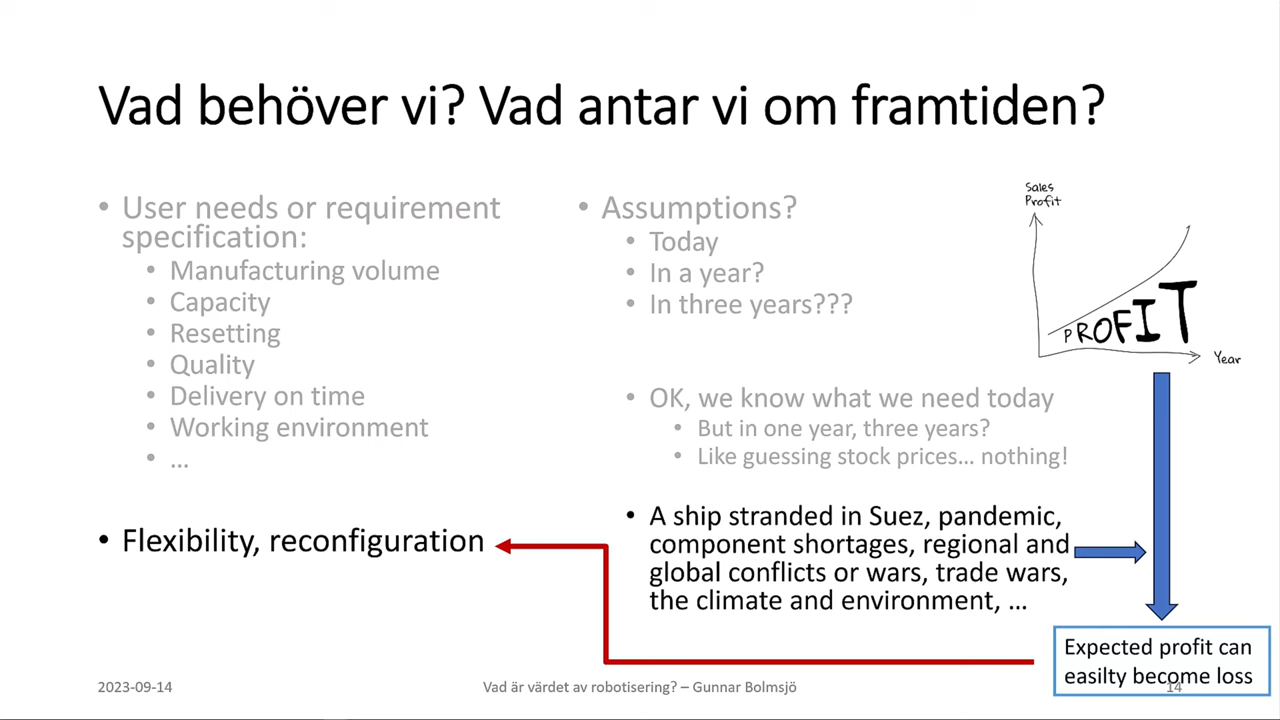 Vad behöver vi? Vad antar vi om framtiden?
• User needs or requirement
specification:
• Manufacturing volume
• Capacity
• Resetting
• Quality
• Delivery on time
• Working environment
• …
• Flexibility, reconfiguration
• Assumptions?
• Today
• In a year?
• In three years???
• OK, we know what we need today
• But in one year, three years?
• Like guessing stock prices… nothing!
• A ship stranded in Suez, pandemic,
component shortages, regional and
global conflicts or wars, trade wars,
the climate and environment, …
Sales
Profit
PROFIT
Year
Expected profit can
easilty become loss
2023-09-14
Vad är värdet av robotisering? – Gunnar Bolmsjö
14